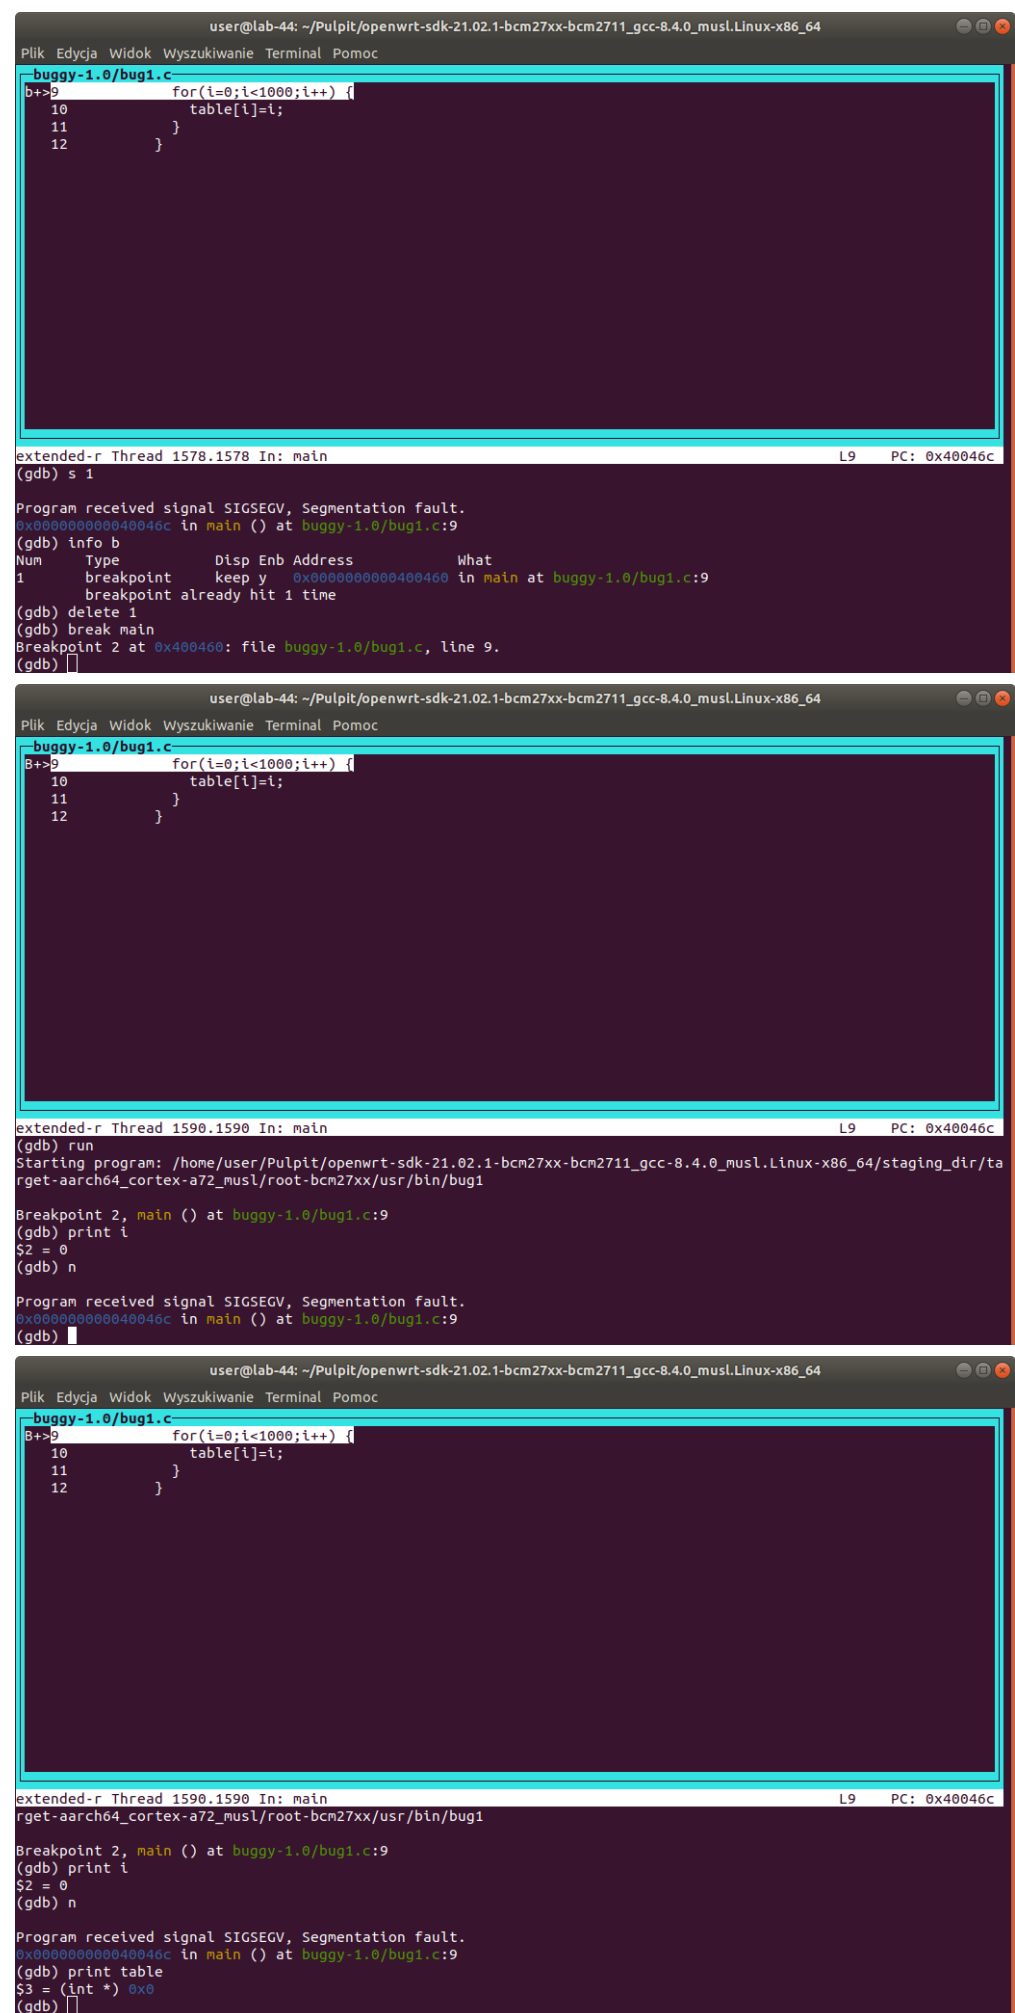 user@lab-44: ~/Pulpit/openwrt-sdk-21.02.1-bcm27xx-bcm2711_gcc-8.4.0_musl.Linux-x86_64
Plik Edycja Widok Wyszukiwanie Terminal Pomoc
buggy-1.0/bug1.c
b+>9 for(i=0;i<1000;i++) {
10 table[i]=i;
11 }
12 }
extended-r Thread 1578.1578 In: main L9 PC: 0x40046c
(gdb) s 1
Program received signal SIGSEGV, Segmentation fault.
0x000000000040046c in main () at buggy-1.0/bug1.c:9
(gdb) info b
Num Type Disp Enb Address What
1 breakpoint keep y 0x0000000000400460 in main at buggy-1.0/bug1.c:9
breakpoint already hit 1 time
(gdb) delete 1
(gdb) break main
Breakpoint 2 at 0x400460: file buggy-1.0/bug1.c, line 9.
(gdb)
user@lab-44: ~/Pulpit/openwrt-sdk-21.02.1-bcm27xx-bcm2711_gcc-8.4.0_musl.Linux-x86_64
Plik Edycja Widok Wyszukiwanie Terminal Pomoc
buggy-1.0/bug1.c
B+>9 for(i=0;i<1000;i++) {
10 table[i]=i;
11 }
12 }
extended-r Thread 1590.1590 In: main L9 PC: 0x40046c
(gdb) run
Starting program: /home/user/Pulpit/openwrt-sdk-21.02.1-bcm27xx-bcm2711_gcc-8.4.0_musl.Linux-x86_64/staging_dir/ta
rget-aarch64_cortex-a72_musl/root-bcm27xx/usr/bin/bug1
Breakpoint 2, main () at buggy-1.0/bug1.c:9
(gdb) print i
$2 = 0
(gdb) n
Program received signal SIGSEGV, Segmentation fault.
0x000000000040046c in main () at buggy-1.0/bug1.c:9
(gdb)
user@lab-44: ~/Pulpit/openwrt-sdk-21.02.1-bcm27xx-bcm2711_gcc-8.4.0_musl.Linux-x86_64
Plik Edycja Widok Wyszukiwanie Terminal Pomoc
buggy-1.0/bug1.c
B+>9 for(i=0;i<1000;i++) {
10 table[i]=i;
11 }
12 }
extended-r Thread 1590.1590 In: main L9 PC: 0x40046c
rget-aarch64_cortex-a72_musl/root-bcm27xx/usr/bin/bug1
Breakpoint 2, main () at buggy-1.0/bug1.c:9
(gdb) print i
$2 = 0
(gdb) n
Program received signal SIGSEGV, Segmentation fault.
0x000000000040046c in main () at buggy-1.0/bug1.c:9
(gdb) print table
$3 = (int *) 0x0
(gdb)